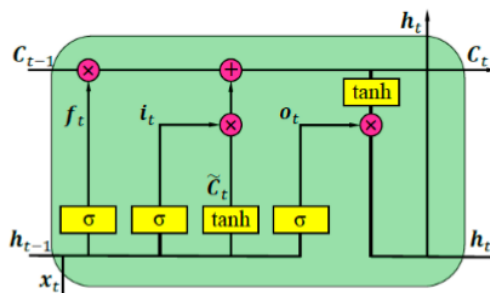 h_t
C_{t-1} × + C_t
tanh
f_t i_t × o_t ×
C̃_t
σ σ tanh σ
h_{t-1} h_t
x_t